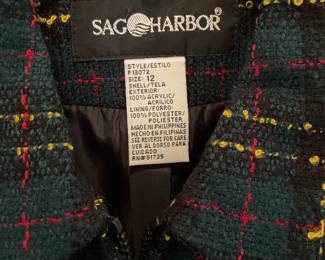 SAG HARBOR®
STYLE/ESTILO
F13072
SIZE: 12
SHELL/TELA
EXTERIOR:
100% ACRYLIC/
ACRILICO
LINING/FORRO:
100% POLYESTER/
POLIESTER
MADE IN PHILIPPINES
HECHO EN FILIPINAS
SEE REVERSE FOR CARE
VER AL DORSO PARA
CUIDADO
RN#51735